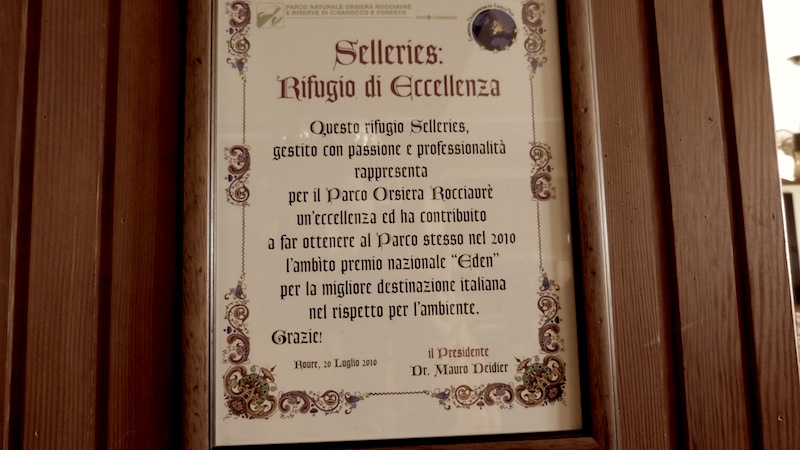 PARCO NATURALE ORSIERA ROCCIAVRÉ
E RISERVE DI CHIANOCCO E FORESTO
Selleries:
Rifugio di Eccellenza
Questo rifugio Selleries,
gestito con passione e professionalità
rappresenta
per il Parco Orsiera Rocciavrè
un'eccellenza ed ha contribuito
a far ottenere al Parco stesso nel 2010
l'ambìto premio nazionale “Eden”
per la migliore destinazione italiana
nel rispetto per l'ambiente.
Grazie!
il Presidente
Roure, 20 Luglio 2010
Dr. Mauro Deidier